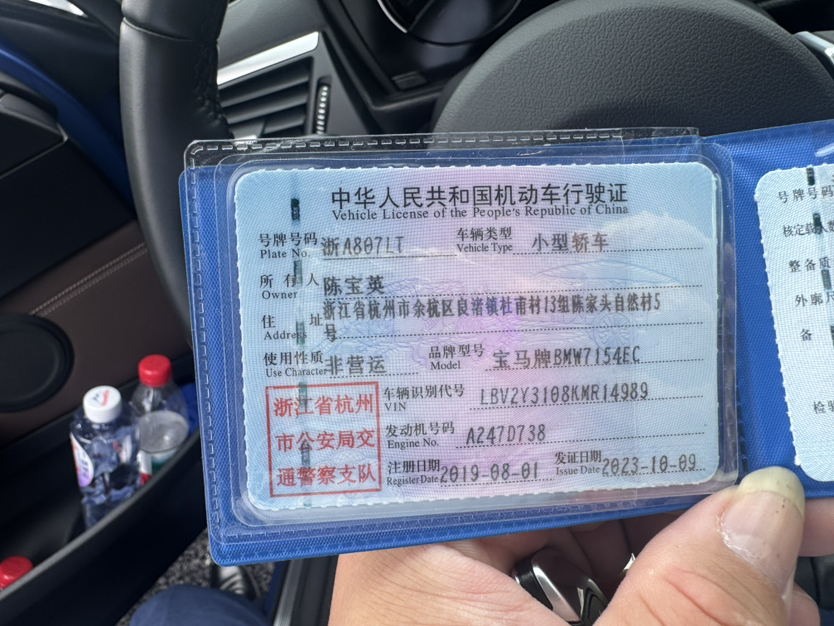 中华人民共和国机动车行驶证
Vehicle License of the People's Republic of China
号牌号码 浙A807LT 车辆类型 小型轿车
Plate No. Vehicle Type
所有人 陈宝英
Owner
住址 浙江省杭州市余杭区良渚镇杜甫村13组陈家头自然村5
Address 号
使用性质 非营运 品牌型号 宝马牌BMW7154EC
Use Character Model
浙江省杭州
市公安局交
通警察支队
车辆识别代号 LBV2Y3108KMR14989
VIN
发动机号码 A247D738
Engine No.
注册日期 2019-08-01 发证日期 2023-10-09
Register Date Issue Date
号牌号码
核定载人数
整备质
外廓尺
备
检验